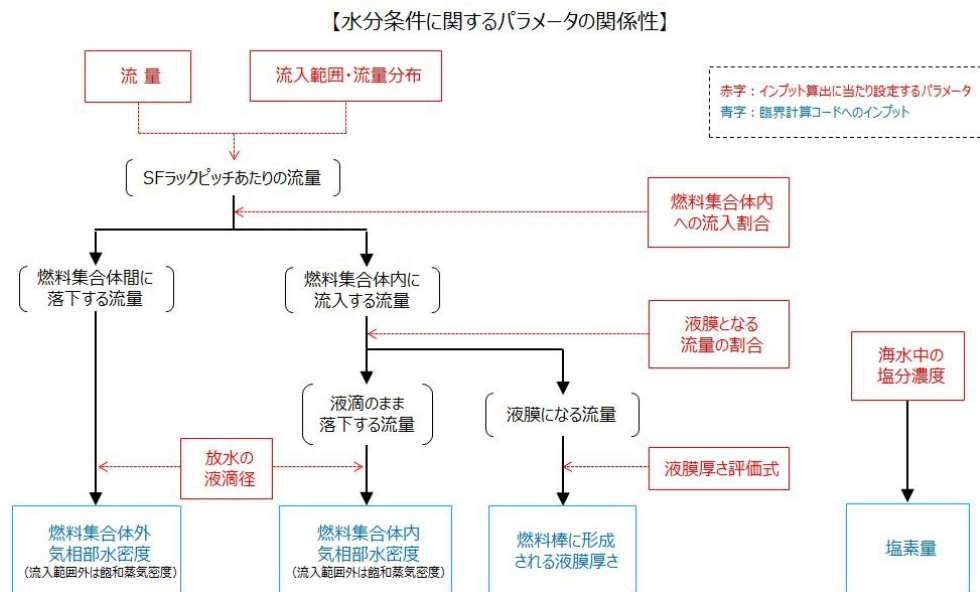 【水分条件に関するパラメータの関係性】
流 量
流入範囲・流量分布
赤字：インプット算出に当たり設定するパラメータ
青字：臨界計算コードへのインプット
SFラックピッチあたりの流量
燃料集合体内
への流入割合
燃料集合体間に
落下する流量
燃料集合体内に
流入する流量
液膜となる
流量の割合
海水中の
塩分濃度
液滴のまま
落下する流量
液膜になる流量
放水の
液滴径
液膜厚さ評価式
燃料集合体外
気相部水密度
（流入範囲外は飽和蒸気密度）
燃料集合体内
気相部水密度
（流入範囲外は飽和蒸気密度）
燃料棒に形成
される液膜厚さ
塩素量